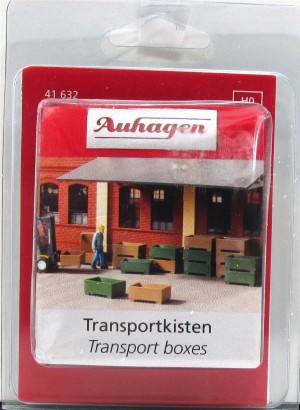 41 632
H0
Auhagen
Transportkisten
Transport boxes